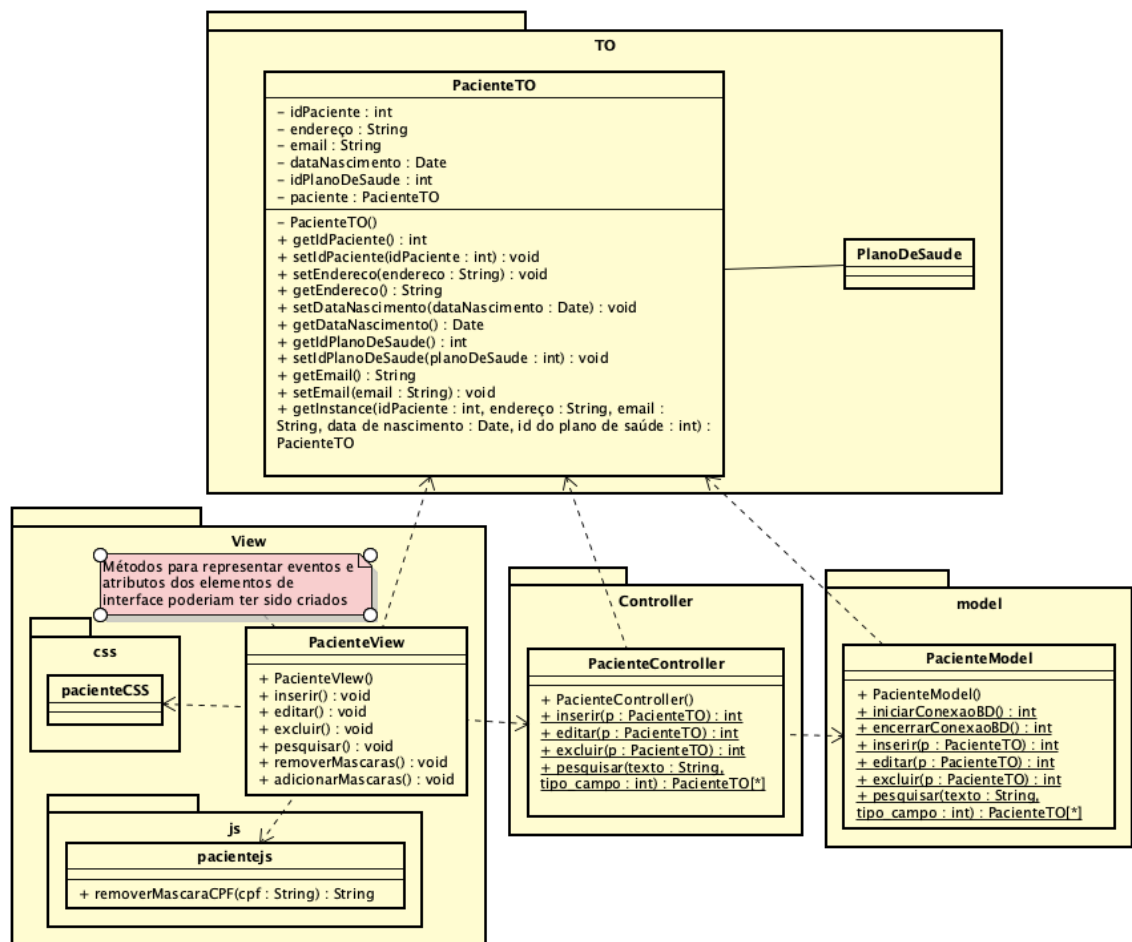 TO
PacienteTO
- idPaciente : int
- endereço : String
- email : String
- dataNascimento : Date
- idPlanoDeSaude : int
- paciente : PacienteTO
- PacienteTO()
+ getIdPaciente() : int
+ setIdPaciente(idPaciente : int) : void
+ setEndereco(endereco : String) : void
+ getEndereco() : String
+ setDataNascimento(dataNascimento : Date) : void
+ getDataNascimento() : Date
+ getIdPlanoDeSaude() : int
+ setIdPlanoDeSaude(planoDeSaude : int) : void
+ getEmail() : String
+ setEmail(email : String) : void
+ getInstance(idPaciente : int, endereço : String, email :
String, data de nascimento : Date, id do plano de saúde : int) :
PacienteTO
PlanoDeSaude
View
Métodos para representar eventos e
atributos dos elementos de
interface poderiam ter sido criados
css
pacienteCSS
PacienteView
+ PacienteVIew()
+ inserir() : void
+ editar() : void
+ excluir() : void
+ pesquisar() : void
+ removerMascaras() : void
+ adicionarMascaras() : void
js
pacientejs
+ removerMascaraCPF(cpf : String) : String
Controller
PacienteController
+ PacienteController()
+ inserir(p : PacienteTO) : int
+ editar(p : PacienteTO) : int
+ excluir(p : PacienteTO) : int
+ pesquisar(texto : String,
tipo_campo : int) : PacienteTO[*]
model
PacienteModel
+ PacienteModel()
+ iniciarConexaoBD() : int
+ encerrarConexaoBD() : int
+ inserir(p : PacienteTO) : int
+ editar(p : PacienteTO) : int
+ excluir(p : PacienteTO) : int
+ pesquisar(texto : String,
tipo_campo : int) : PacienteTO[*]